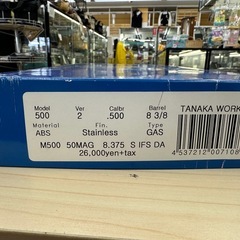 Model Ver Calbr Barrel
500 2 .500 8 3/8
Material Fin. Type
ABS Stainless GAS
M500 50MAG 8.375 S IFS DA
26,000yen+tax
TANAKA WORK
4 537212 007108